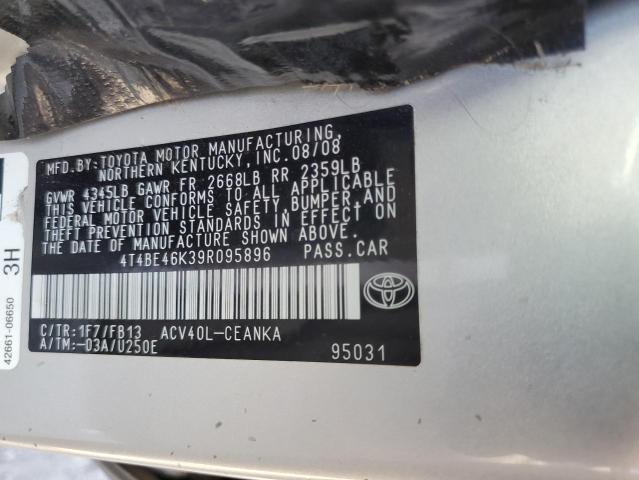 MFD.BY:TOYOTA MOTOR MANUFACTURING,
NORTHERN KENTUCKY,INC.08/08
GVWR 4345LB GAWR FR 2668LB RR 2359LB
THIS VEHICLE CONFORMS TO ALL APPLICABLE
FEDERAL MOTOR VEHICLE SAFETY,BUMPER,AND
THEFT PREVENTION STANDARDS IN EFFECT ON
THE DATE OF MANUFACTURE SHOWN ABOVE.
4T4BE46K39R095896 PASS.CAR
C/TR:1F7/FB13 ACV40L-CEANKA
A/TM:-03A/U250E 95031
42661-06650
3H